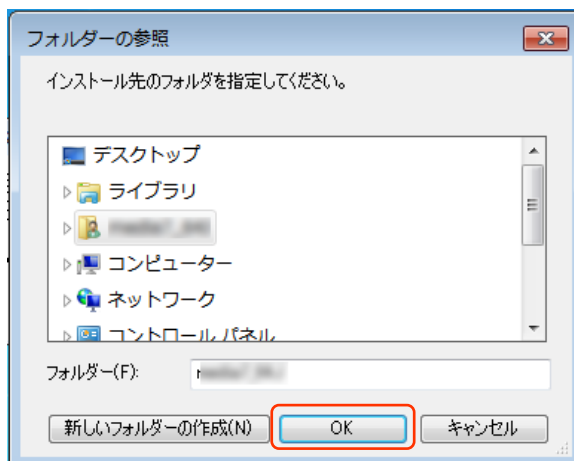 フォルダーの参照
インストール先のフォルダを指定してください。
デスクトップ
ライブラリ
コンピューター
ネットワーク
コントロール パネル
フォルダー(F):
新しいフォルダーの作成(N)
OK
キャンセル